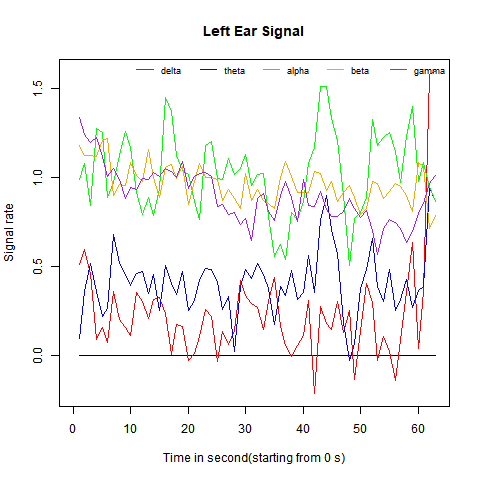 Left Ear Signal
delta theta alpha beta gamma
Signal rate
1.5
1.0
0.5
0.0
0 10 20 30 40 50 60
Time in second(starting from 0 s)